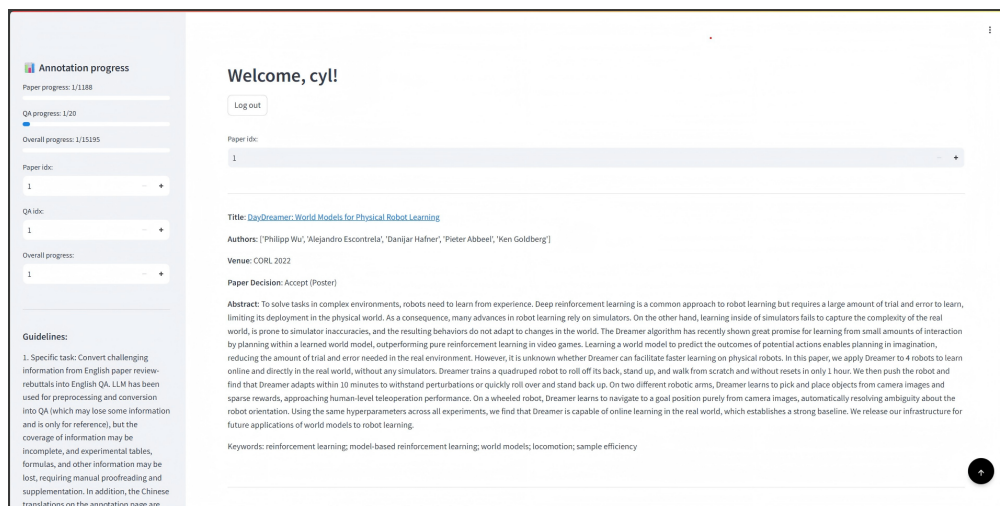 Annotation progress
Paper progress: 1/1188
QA progress: 1/20
Overall progress: 1/15195
Paper idx:
1
QA idx:
1
Overall progress:
1
Guidelines:
1. Specific task: Convert challenging
information from English paper review-
rebuttals into English QA. LLM has been
used for preprocessing and conversion
into QA (which may lose some information
and is only for reference), but the
coverage of information may be
incomplete, and experimental tables,
formulas, and other information may be
lost, requiring manual proofreading and
supplementation. In addition, the Chinese
translations on the annotation page are
Welcome, cyl!
Log out
Paper idx:
1
Title: DayDreamer: World Models for Physical Robot Learning
Authors: ['Philipp Wu', 'Alejandro Escontrela', 'Danijar Hafner', 'Pieter Abbeel', 'Ken Goldberg']
Venue: CORL 2022
Paper Decision: Accept (Poster)
Abstract: To solve tasks in complex environments, robots need to learn from experience. Deep reinforcement learning is a common approach to robot learning but requires a large amount of trial and error to learn,
limiting its deployment in the physical world. As a consequence, many advances in robot learning rely on simulators. On the other hand, learning inside of simulators fails to capture the complexity of the real
world, is prone to simulator inaccuracies, and the resulting behaviors do not adapt to changes in the world. The Dreamer algorithm has recently shown great promise for learning from small amounts of interaction
by planning within a learned world model, outperforming pure reinforcement learning in video games. Learning a world model to predict the outcomes of potential actions enables planning in imagination,
reducing the amount of trial and error needed in the real environment. However, it is unknown whether Dreamer can facilitate faster learning on physical robots. In this paper, we apply Dreamer to 4 robots to learn
online and directly in the real world, without any simulators. Dreamer trains a quadruped robot to roll off its back, stand up, and walk from scratch and without resets in only 1 hour. We then push the robot and
find that Dreamer adapts within 10 minutes to withstand perturbations or quickly roll over and stand back up. On two different robotic arms, Dreamer learns to pick and place objects from camera images and
sparse rewards, approaching human-level teleoperation performance. On a wheeled robot, Dreamer learns to navigate to a goal position purely from camera images, automatically resolving ambiguity about the
robot orientation. Using the same hyperparameters across all experiments, we find that Dreamer is capable of online learning in the real world, which establishes a strong baseline. We release our infrastructure for
future applications of world models to robot learning.
Keywords: reinforcement learning; model-based reinforcement learning; world models; locomotion; sample efficiency